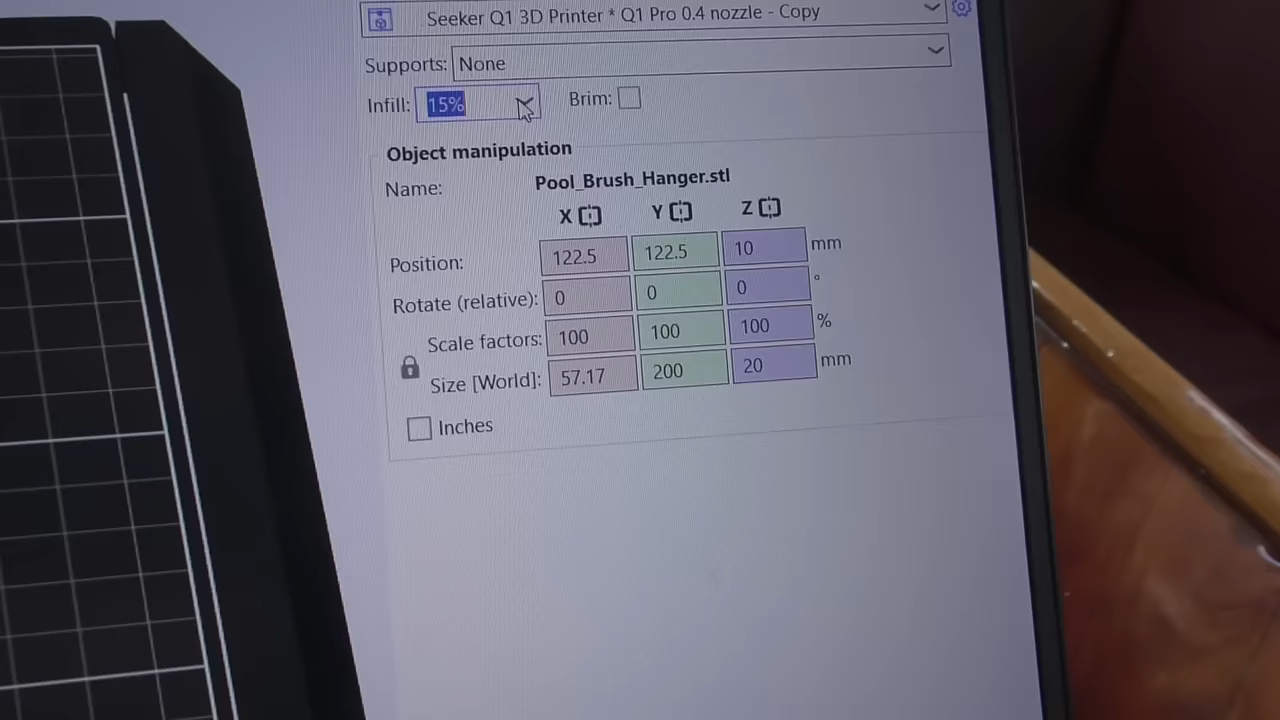 Seeker Q1 3D Printer * Q1 Pro 0.4 nozzle - Copy
Supports: None
Infill: 15% Brim:
Object manipulation
Name: Pool_Brush_Hanger.stl
X Y Z
Position: 122.5 122.5 10 mm
Rotate (relative): 0 0 0 °
Scale factors: 100 100 100 %
Size [World]: 57.17 200 20 mm
Inches